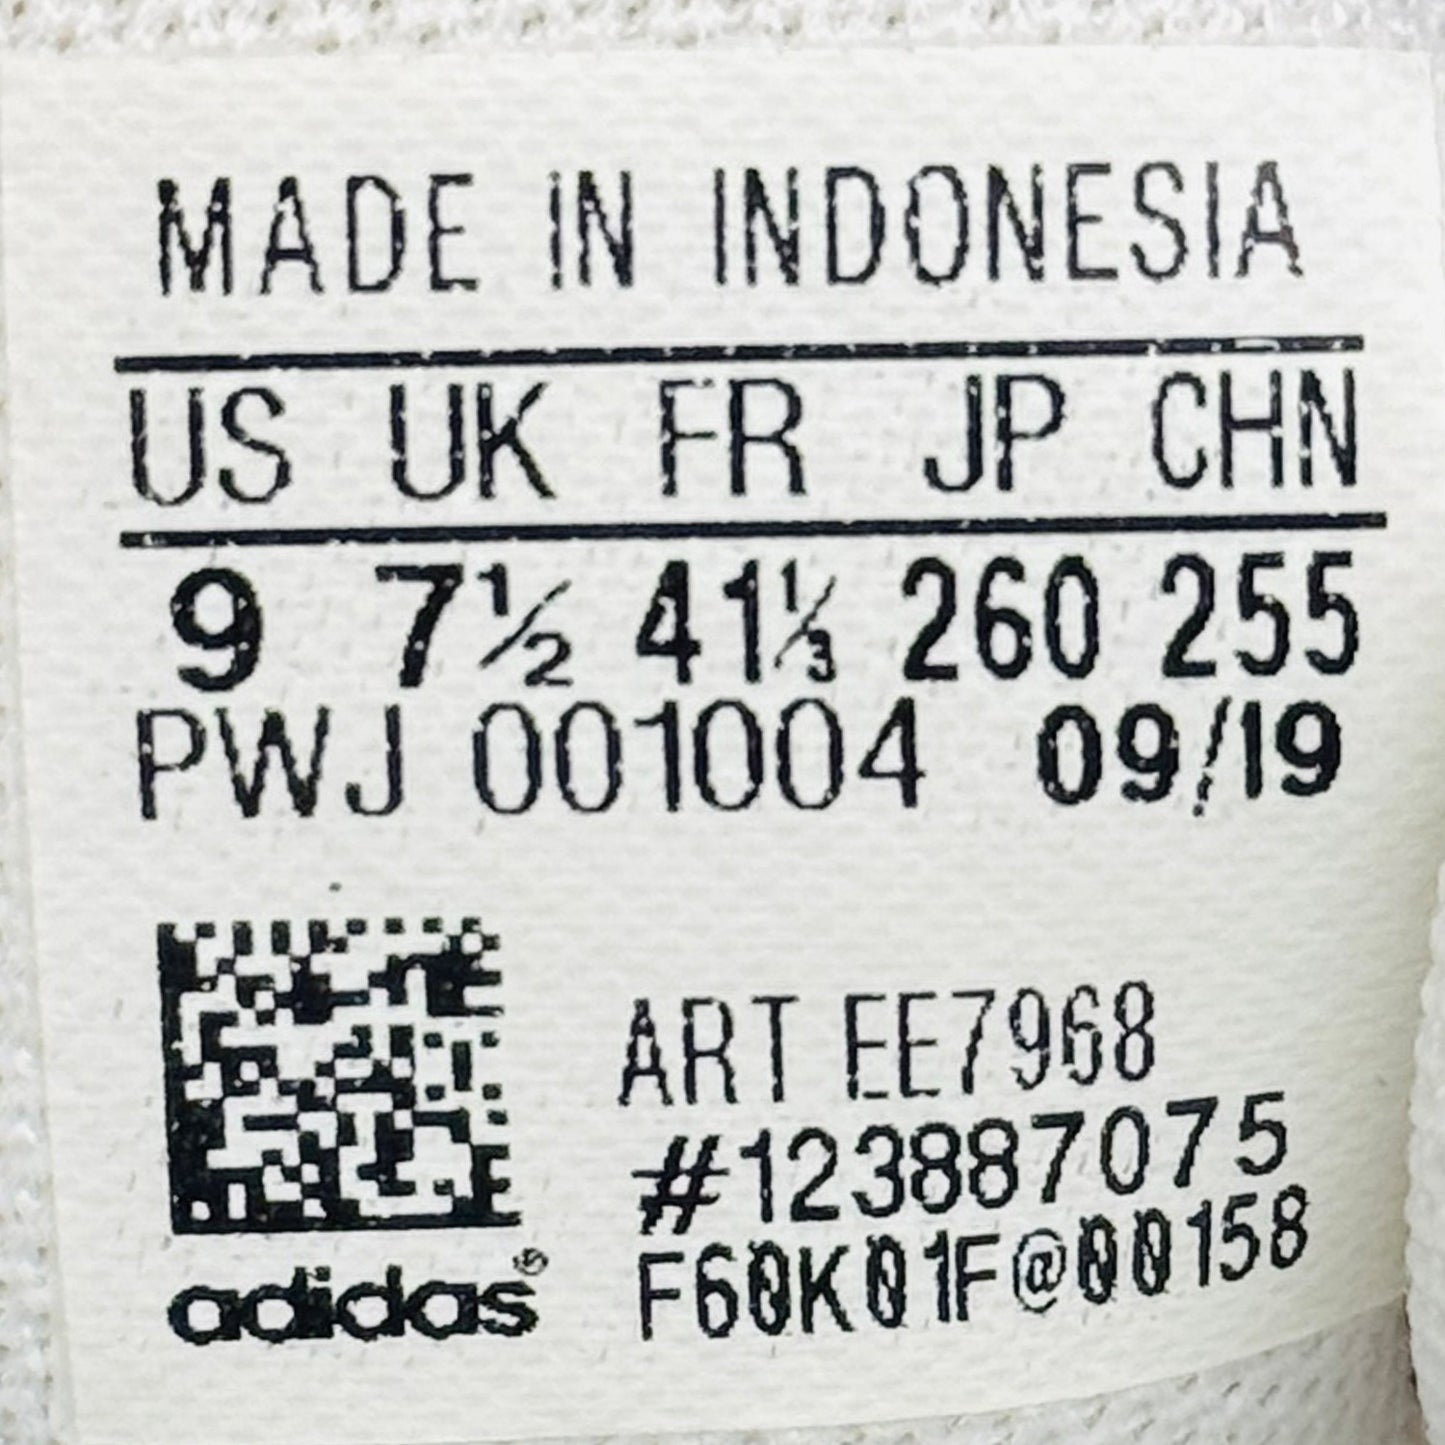 MADE IN INDONESIA
US UK FR JP CHN
9 7½ 41⅓ 260 255
PWJ 001004 09/19
ART EE7968
#123887075
F60K01F@00158
adidas®